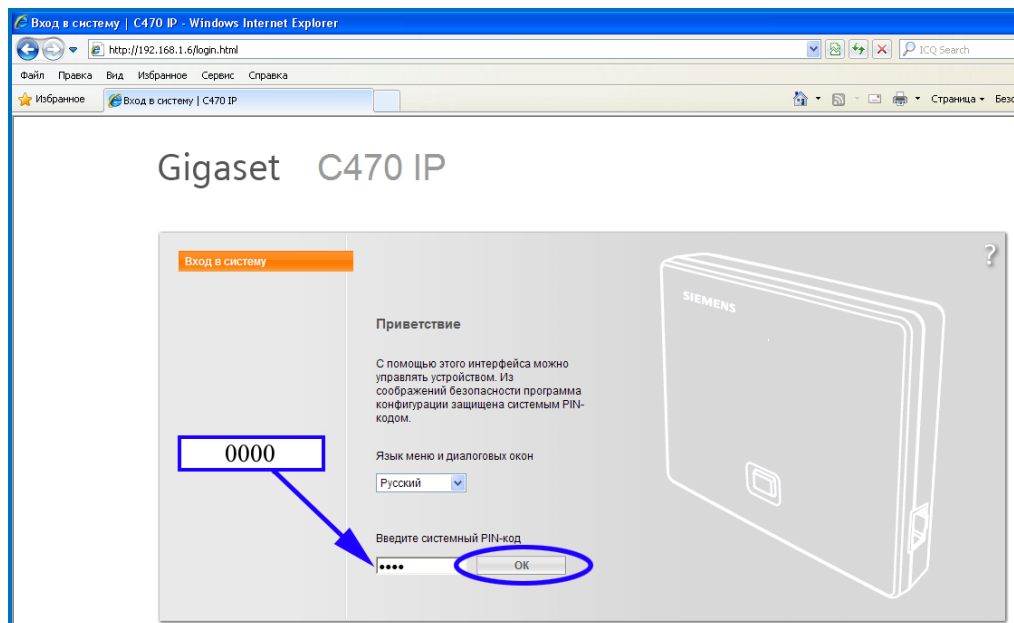 Вход в систему | C470 IP - Windows Internet Explorer
http://192.168.1.6/login.html
ICQ Search
Файл Правка Вид Избранное Сервис Справка
Избранное Вход в систему | C470 IP Страница Безо
Gigaset C470 IP
Вход в систему
?
SIEMENS
Приветствие
С помощью этого интерфейса можно
управлять устройством. Из
соображений безопасности программа
конфигурации защищена системым PIN-
кодом.
0000
Язык меню и диалоговых окон
Русский
Введите системный PIN-код
OK